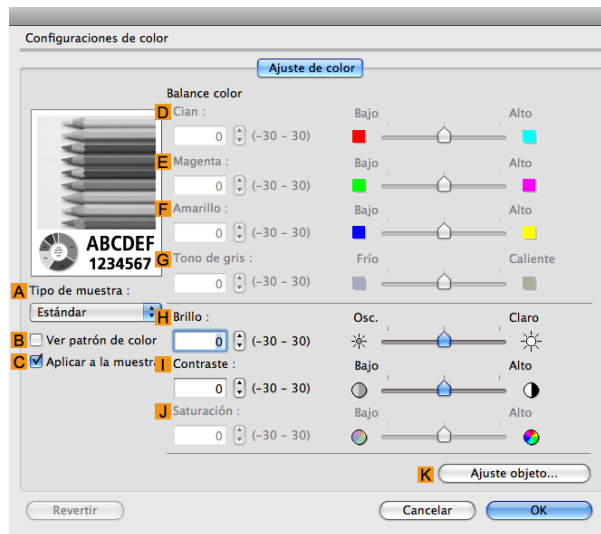 Configuraciones de color
Ajuste de color
Balance color
D Cian :
Bajo Alto
0 (-30 – 30)
E Magenta :
Bajo Alto
0 (-30 – 30)
F Amarillo :
Bajo Alto
0 (-30 – 30)
ABCDEF
1234567
G Tono de gris :
Frío Caliente
0 (-30 – 30)
A Tipo de muestra :
Estándar
H Brillo :
Osc. Claro
B Ver patrón de color
0 (-30 – 30)
C Aplicar a la muestra
I Contraste :
Bajo Alto
0 (-30 – 30)
J Saturación :
Bajo Alto
0 (-30 – 30)
K Ajuste objeto...
Revertir Cancelar OK